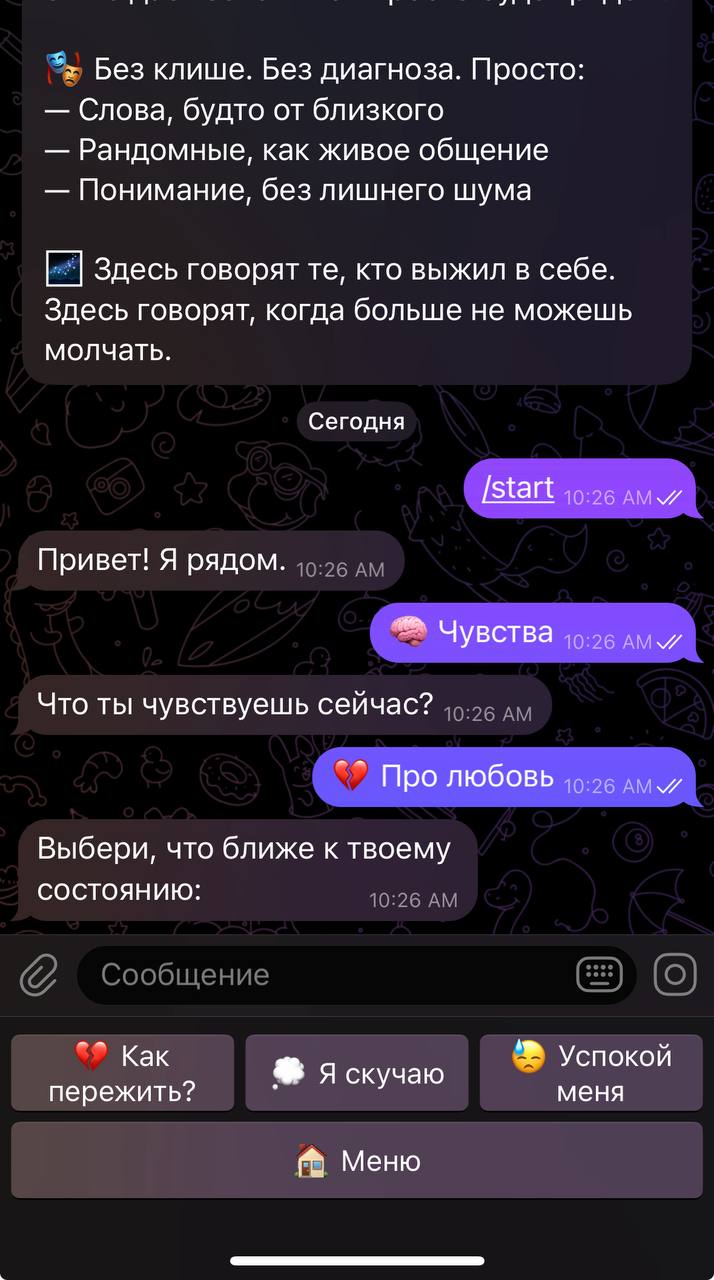 🎭 Без клише. Без диагноза. Просто:
— Слова, будто от близкого
— Рандомные, как живое общение
— Понимание, без лишнего шума
🌌 Здесь говорят те, кто выжил в себе.
Здесь говорят, когда больше не можешь
молчать.
Сегодня
/start 10:26 AM
Привет! Я рядом. 10:26 AM
🧠 Чувства 10:26 AM
Что ты чувствуешь сейчас? 10:26 AM
💔 Про любовь 10:26 AM
Выбери, что ближе к твоему
состоянию: 10:26 AM
Сообщение
💔 Как
пережить?
💭 Я скучаю
😓 Успокой
меня
🏠 Меню